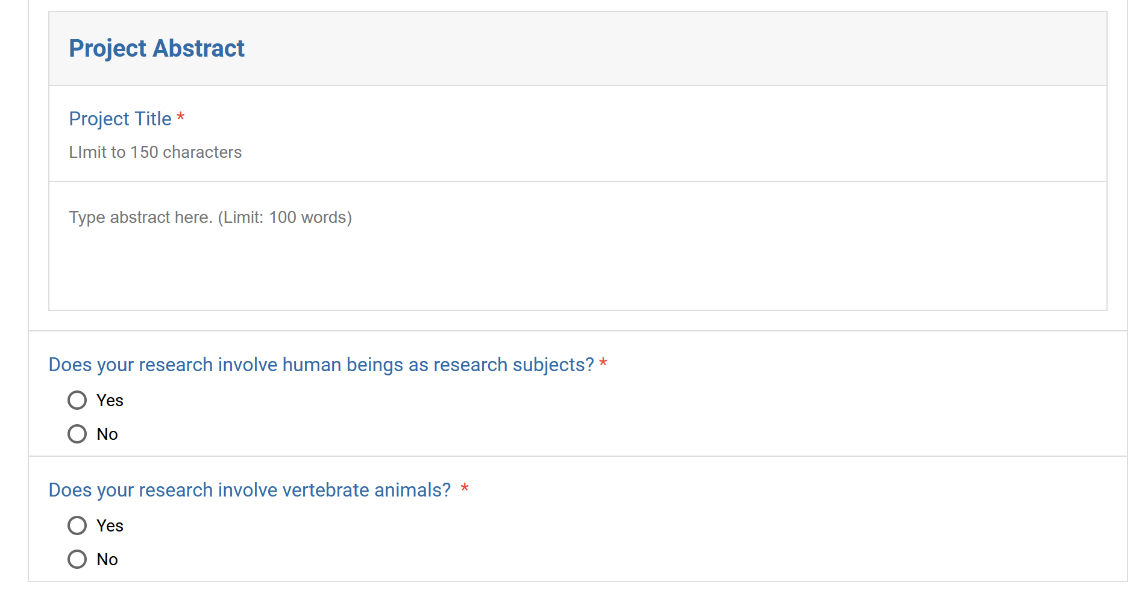 Project Abstract
Project Title *
LImit to 150 characters
Type abstract here. (Limit: 100 words)
Does your research involve human beings as research subjects? *
Yes
No
Does your research involve vertebrate animals? *
Yes
No